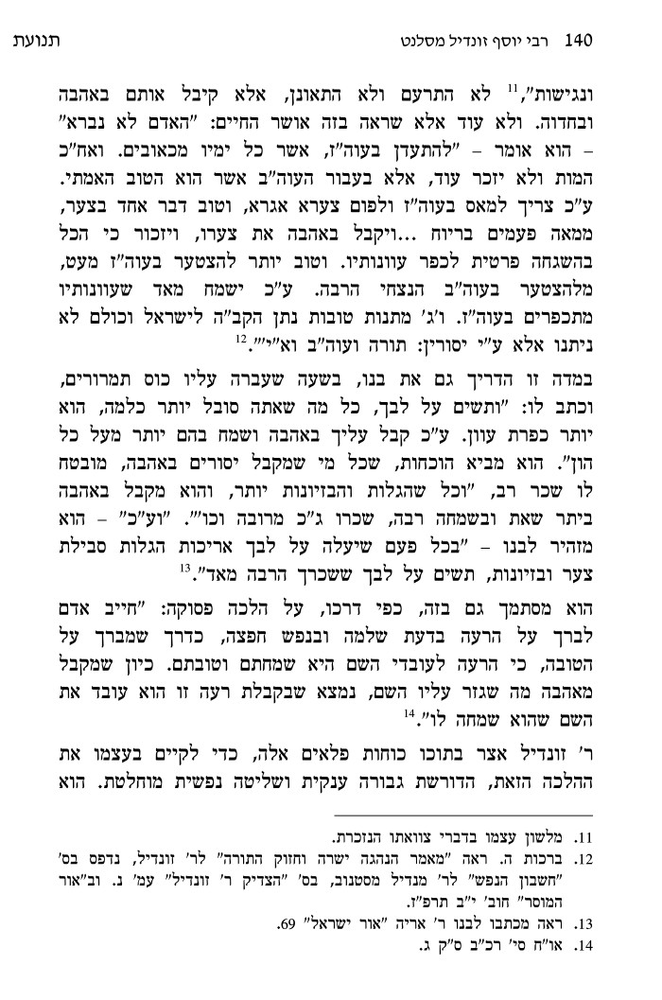 140 רבי יוסף זונדיל מסלנט תנועת
ונגישות",11 לא התרעם ולא התאונן, אלא קיבל אותם באהבה
ובחדוה. ולא עוד אלא שראה בזה אושר החיים: "האדם לא נברא"
– הוא אומר – "להתעדן בעוה"ז, אשר כל ימיו מכאובים. ואח"כ
המות ולא יזכר עוד, אלא בעבור העוה"ב אשר הוא הטוב האמתי.
ע"כ צריך למאס בעוה"ז ולפום צערא אגרא, וטוב דבר אחד בצער,
ממאה פעמים בריוח ...ויקבל באהבה את צערו, ויזכור כי הכל
בהשגחה פרטית לכפר עוונותיו. וטוב יותר להצטער בעוה"ז מעט,
מלהצטער בעוה"ב הנצחי הרבה. ע"כ ישמח מאד שעוונותיו
מתכפרים בעוה"ז. ו'ג' מתנות טובות נתן הקב"ה לישראל וכולם לא
ניתנו אלא ע"י יסורין: תורה ועוה"ב וא"י'".12
במדה זו הדריך גם את בנו, בשעה שעברה עליו כוס תמרורים,
וכתב לו: "ותשים על לבך, כל מה שאתה סובל יותר כלמה, הוא
יותר כפרת עוון. ע"כ קבל עליך באהבה ושמח בהם יותר מעל כל
הון". הוא מביא הוכחות, שכל מי שמקבל יסורים באהבה, מובטח
לו שכר רב, "וכל שהגלות והבזיונות יותר, והוא מקבל באהבה
ביתר שאת ובשמחה רבה, שכרו ג"כ מרובה וכו'". "וע"כ" – הוא
מזהיר לבנו – "בכל פעם שיעלה על לבך אריכות הגלות סבילת
צער ובזיונות, תשים על לבך ששכרך הרבה מאד".13
הוא מסתמך גם בזה, כפי דרכו, על הלכה פסוקה: "חייב אדם
לברך על הרעה בדעת שלמה ובנפש חפצה, כדרך שמברך על
הטובה, כי הרעה לעובדי השם היא שמחתם וטובתם. כיון שמקבל
מאהבה מה שגזר עליו השם, נמצא שבקבלת רעה זו הוא עובד את
השם שהוא שמחה לו".14
ר' זונדיל אצר בתוכו כוחות פלאים אלה, כדי לקיים בעצמו את
ההלכה הזאת, הדורשת גבורה ענקית ושליטה נפשית מוחלטת. הוא
11. מלשון עצמו בדברי צוואתו הנזכרת.
12. ברכות ה. ראה "מאמר הנהגה ישרה וחזוק התורה" לר' זונדיל, נדפס בס'
"חשבון הנפש" לר' מנדיל מסטנוב, בס' "הצדיק ר' זונדיל" עמ' נ. וב"אור
המוסר" חוב' י"ב תרפ"ז.
13. ראה מכתבו לבנו ר' אריה "אור ישראל" 69.
14. או"ח סי' רכ"ב ס"ק ג.